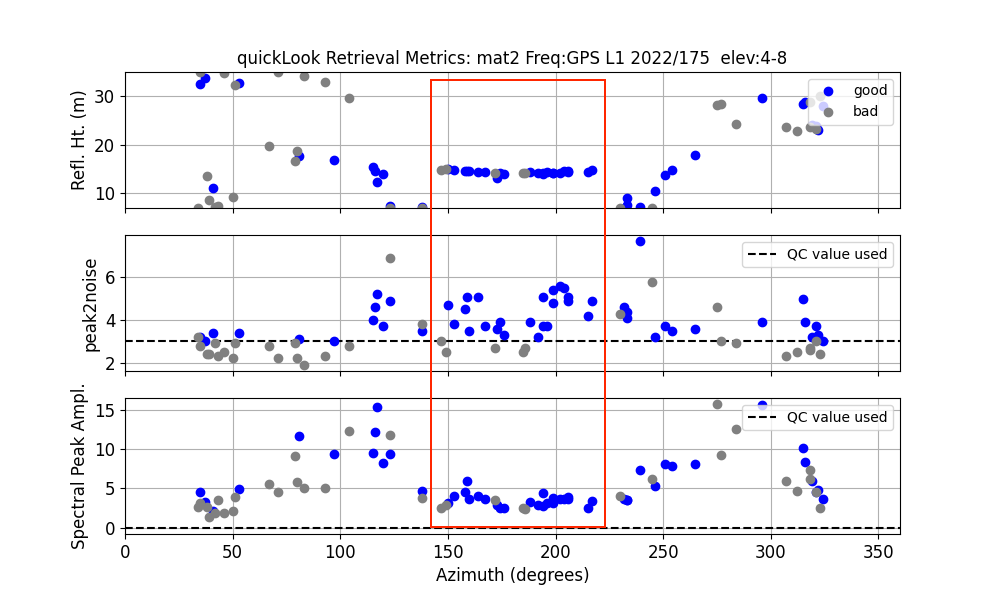 quickLook Retrieval Metrics: mat2 Freq:GPS L1 2022/175 elev:4-8
Refl. Ht. (m)
30
20
10
good
bad
peak2noise
6
4
2
QC value used
Spectral Peak Ampl.
15
10
5
0
QC value used
0 50 100 150 200 250 300 350
Azimuth (degrees)